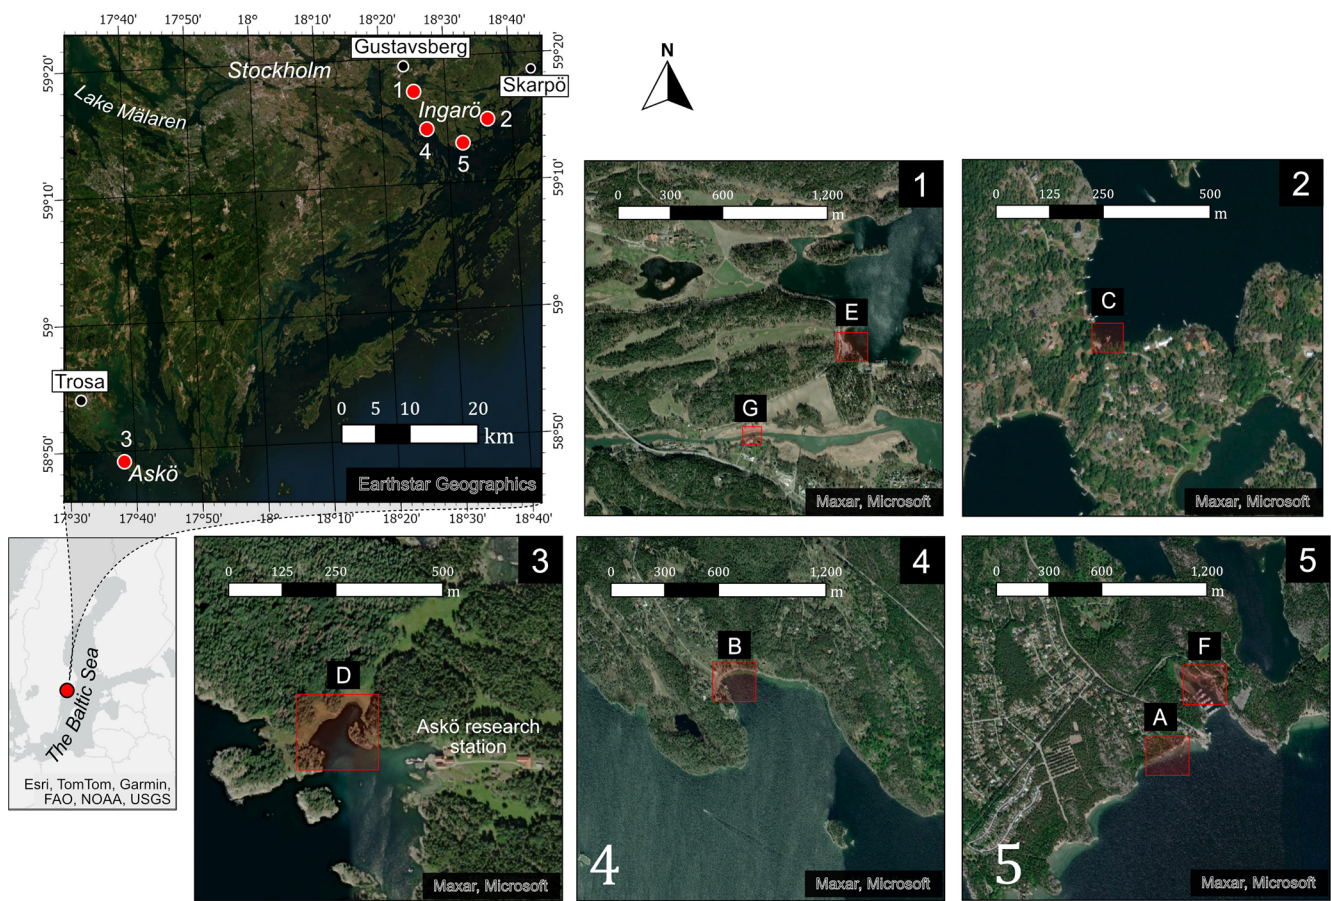 17°40' 17°50' 18° 18°10' 18°20' 18°30' 18°40'
59°20'
59°10'
59°
58°50'
59°20'
59°10'
59°
58°50'
17°30' 17°40' 17°50' 18° 18°10' 18°20' 18°30' 18°40'
Gustavsberg
Stockholm
Skarpö
Lake Mälaren
1
Ingarö
2
4
5
Trosa
3
Askö
0 5 10 20 km
Earthstar Geographics
N
1
0 300 600 1,200
m
E
G
Maxar, Microsoft
2
0 125 250 500
m
C
Maxar, Microsoft
The Baltic Sea
Esri, TomTom, Garmin,
FAO, NOAA, USGS
3
0 125 250 500
m
D
Askö research
station
Maxar, Microsoft
4
0 300 600 1,200
m
B
4
Maxar, Microsoft
5
0 300 600 1,200
m
F
A
5
Maxar, Microsoft